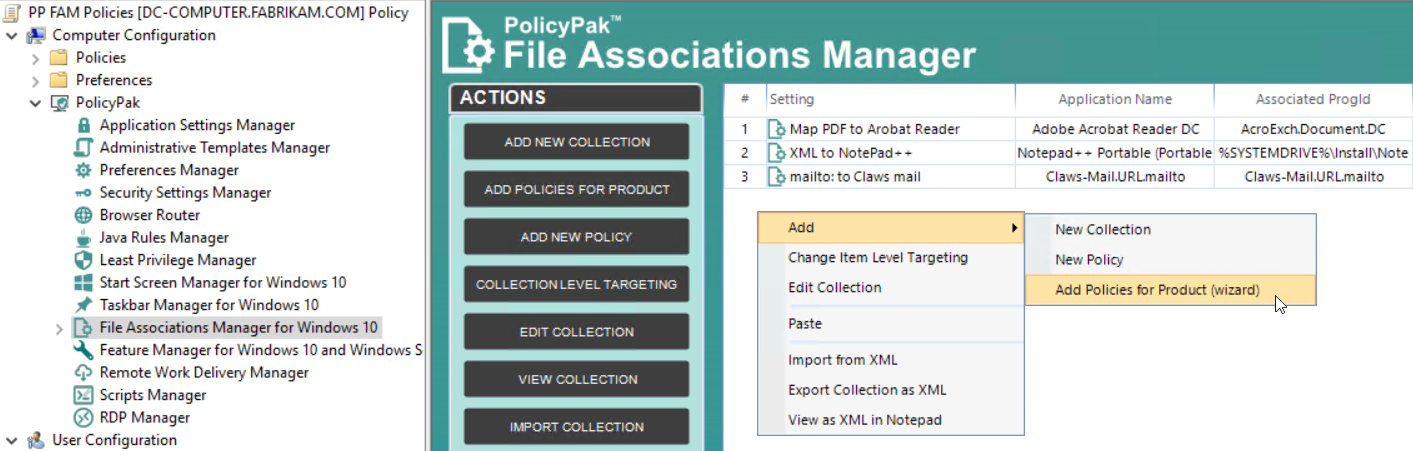 PP FAM Policies [DC-COMPUTER.FABRIKAM.COM] Policy
Computer Configuration
Policies
Preferences
PolicyPak
Application Settings Manager
Administrative Templates Manager
Preferences Manager
Security Settings Manager
Browser Router
Java Rules Manager
Least Privilege Manager
Start Screen Manager for Windows 10
Taskbar Manager for Windows 10
File Associations Manager for Windows 10
Feature Manager for Windows 10 and Windows S
Remote Work Delivery Manager
Scripts Manager
RDP Manager
User Configuration
PolicyPak™
File Associations Manager
ACTIONS
ADD NEW COLLECTION
ADD POLICIES FOR PRODUCT
ADD NEW POLICY
COLLECTION LEVEL TARGETING
EDIT COLLECTION
VIEW COLLECTION
IMPORT COLLECTION
# Setting Application Name Associated ProgId
1 Map PDF to Arobat Reader Adobe Acrobat Reader DC AcroExch.Document.DC
2 XML to NotePad++ Notepad++ Portable (Portable %SYSTEMDRIVE%\Install\Note
3 mailto: to Claws mail Claws-Mail.URL.mailto Claws-Mail.URL.mailto
Add
Change Item Level Targeting
Edit Collection
Paste
Import from XML
Export Collection as XML
View as XML in Notepad
New Collection
New Policy
Add Policies for Product (wizard)